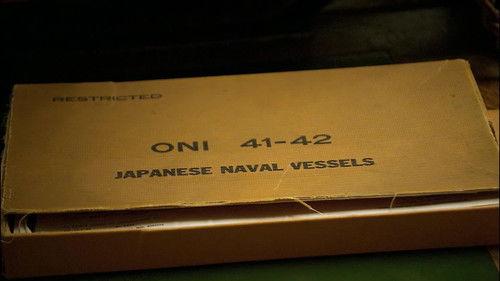 RESTRICTED
ONI 41-42
JAPANESE NAVAL VESSELS